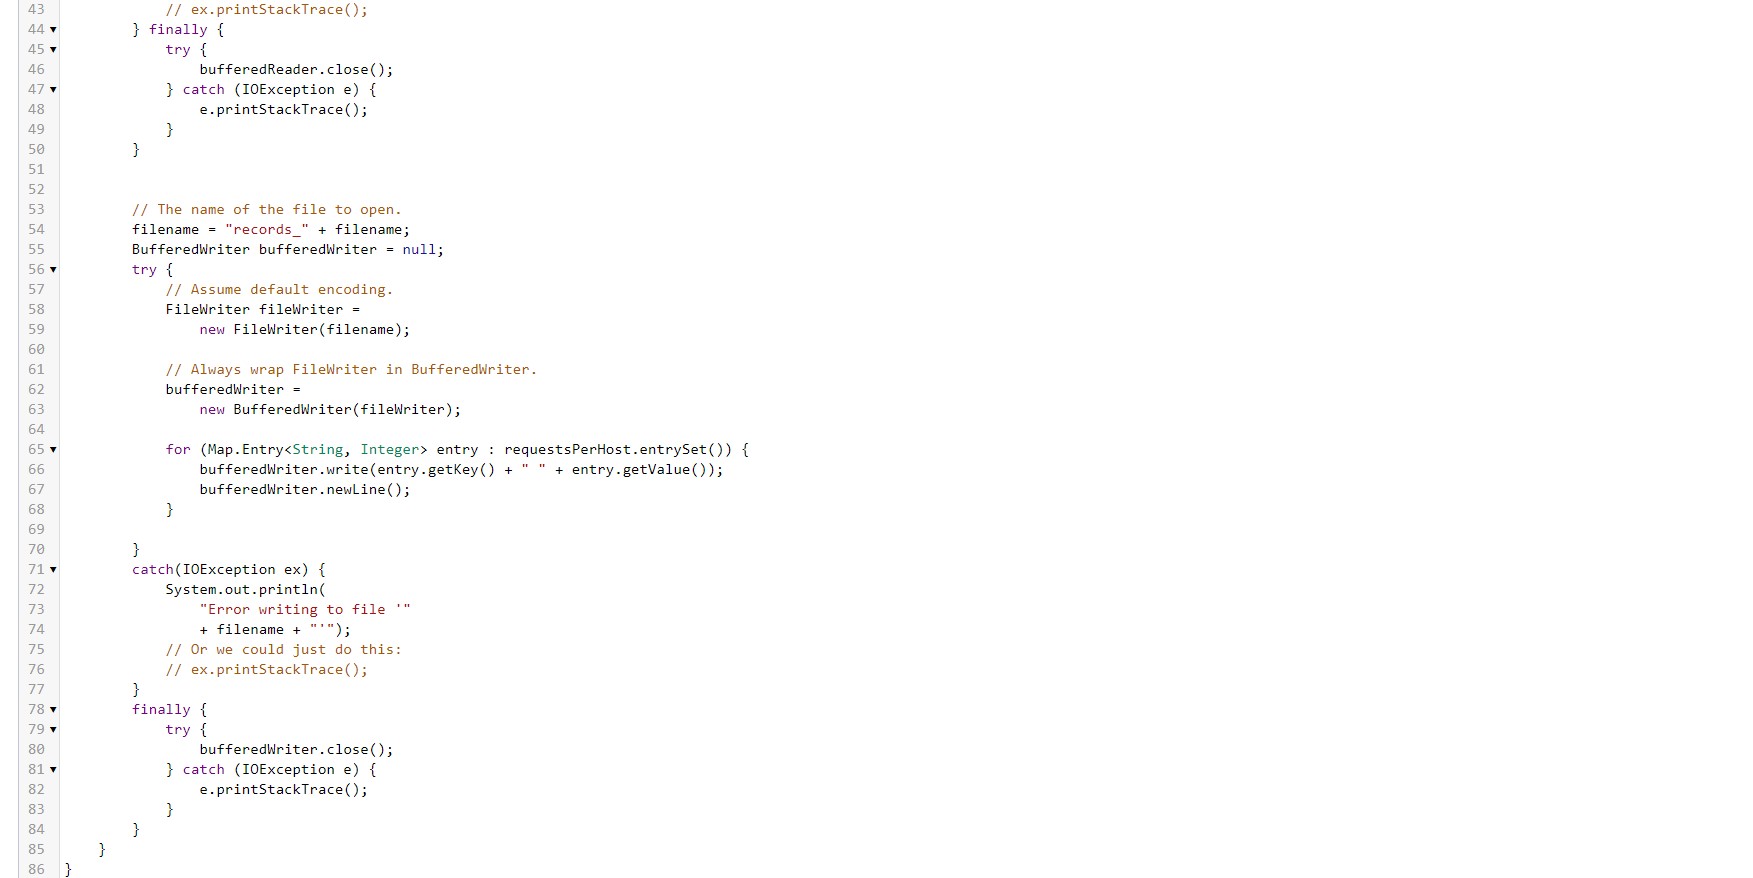 43 // ex.printStackTrace();
44 } finally {
45 try {
46 bufferedReader.close();
47 } catch (IOException e) {
48 e.printStackTrace();
49 }
50 }
51
52
53 // The name of the file to open.
54 filename = "records_" + filename;
55 BufferedWriter bufferedWriter = null;
56 try {
57 // Assume default encoding.
58 FileWriter fileWriter =
59 new FileWriter(filename);
60
61 // Always wrap FileWriter in BufferedWriter.
62 bufferedWriter =
63 new BufferedWriter(fileWriter);
64
65 for (Map.Entry<String, Integer> entry : requestsPerHost.entrySet()) {
66 bufferedWriter.write(entry.getKey() + " " + entry.getValue());
67 bufferedWriter.newLine();
68 }
69
70 }
71 catch(IOException ex) {
72 System.out.println(
73 "Error writing to file '"
74 + filename + "'");
75 // Or we could just do this:
76 // ex.printStackTrace();
77 }
78 finally {
79 try {
80 bufferedWriter.close();
81 } catch (IOException e) {
82 e.printStackTrace();
83 }
84 }
85 }
86 }